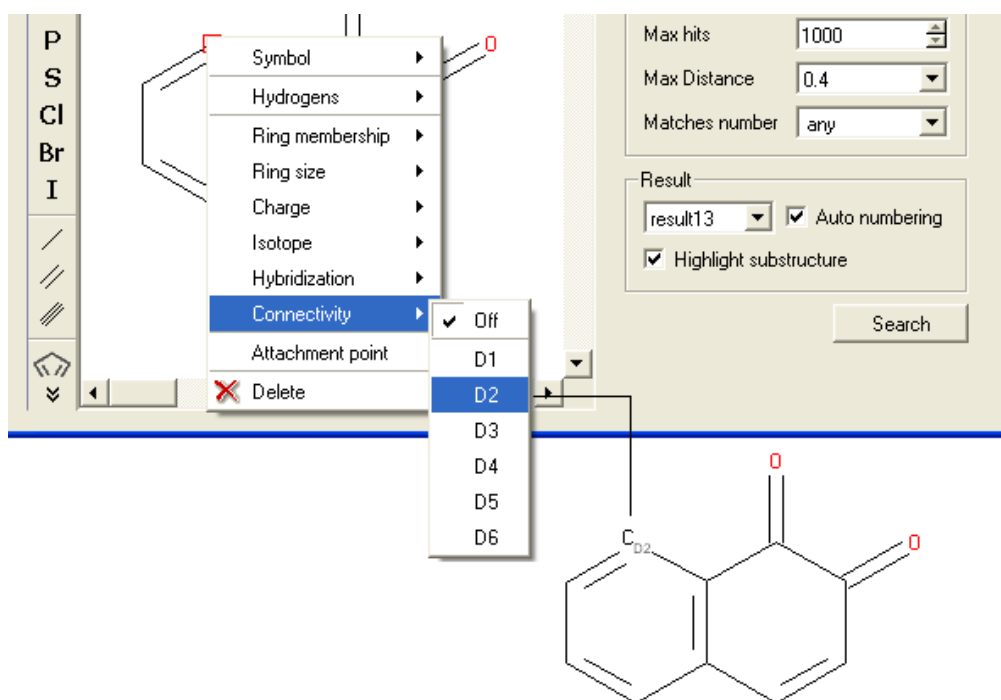 P
S
Cl
Br
I
O
Symbol
Hydrogens
Ring membership
Ring size
Charge
Isotope
Hybridization
Connectivity
Attachment point
Delete
Off
D1
D2
D3
D4
D5
D6
Max hits 1000
Max Distance 0.4
Matches number any
Result
result13 Auto numbering
Highlight substructure
Search
O
O
C D2